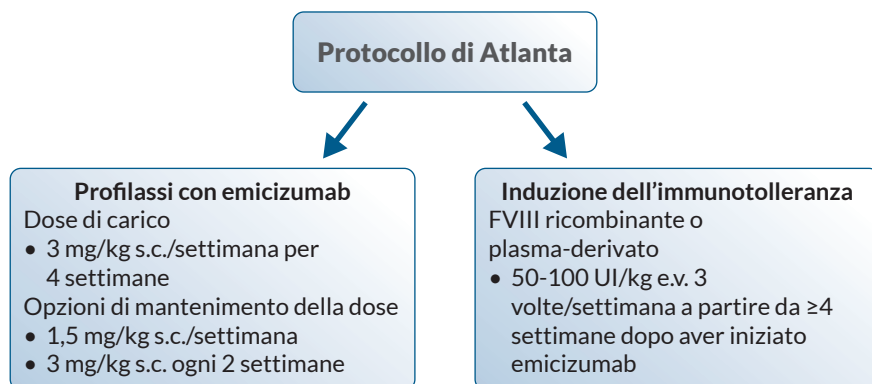 Protocollo di Atlanta
Profilassi con emicizumab
Dose di carico
• 3 mg/kg s.c./settimana per
4 settimane
Opzioni di mantenimento della dose
• 1,5 mg/kg s.c./settimana
• 3 mg/kg s.c. ogni 2 settimane
Induzione dell’immunotolleranza
FVIII ricombinante o
plasma-derivato
• 50-100 UI/kg e.v. 3
volte/settimana a partire da ≥4
settimane dopo aver iniziato
emicizumab